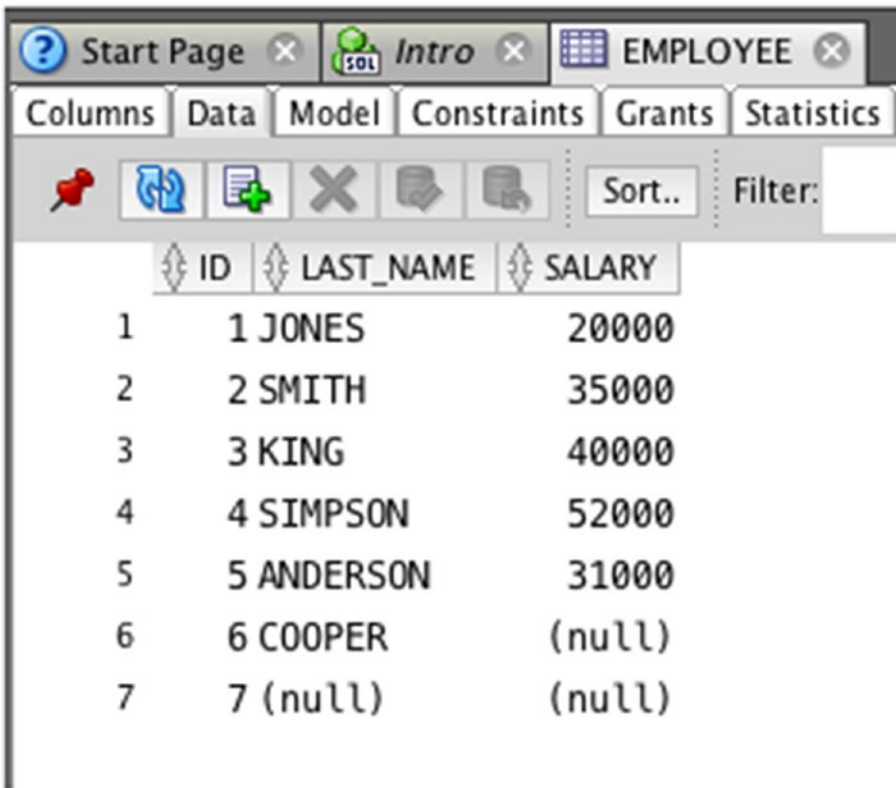 ? Start Page Intro EMPLOYEE
SQL
Columns Data Model Constraints Grants Statistics
Sort.. Filter:
ID LAST_NAME SALARY
1 1 JONES 20000
2 2 SMITH 35000
3 3 KING 40000
4 4 SIMPSON 52000
5 5 ANDERSON 31000
6 6 COOPER (null)
7 7 (null) (null)